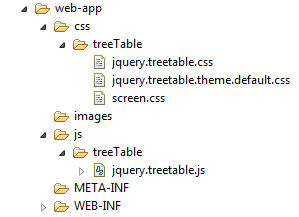 web-app
css
treeTable
jquery.treetable.css
jquery.treetable.theme.default.css
screen.css
images
js
treeTable
jquery.treetable.js
META-INF
WEB-INF